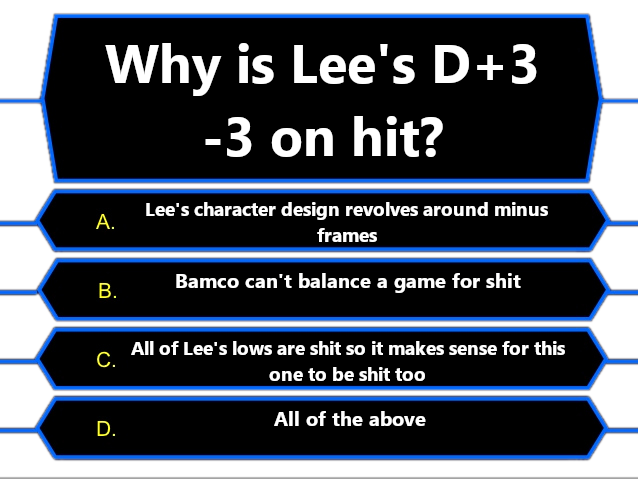 Why is Lee's D+3
-3 on hit?
A. Lee's character design revolves around minus
frames
B. Bamco can't balance a game for shit
C. All of Lee's lows are shit so it makes sense for this
one to be shit too
D. All of the above